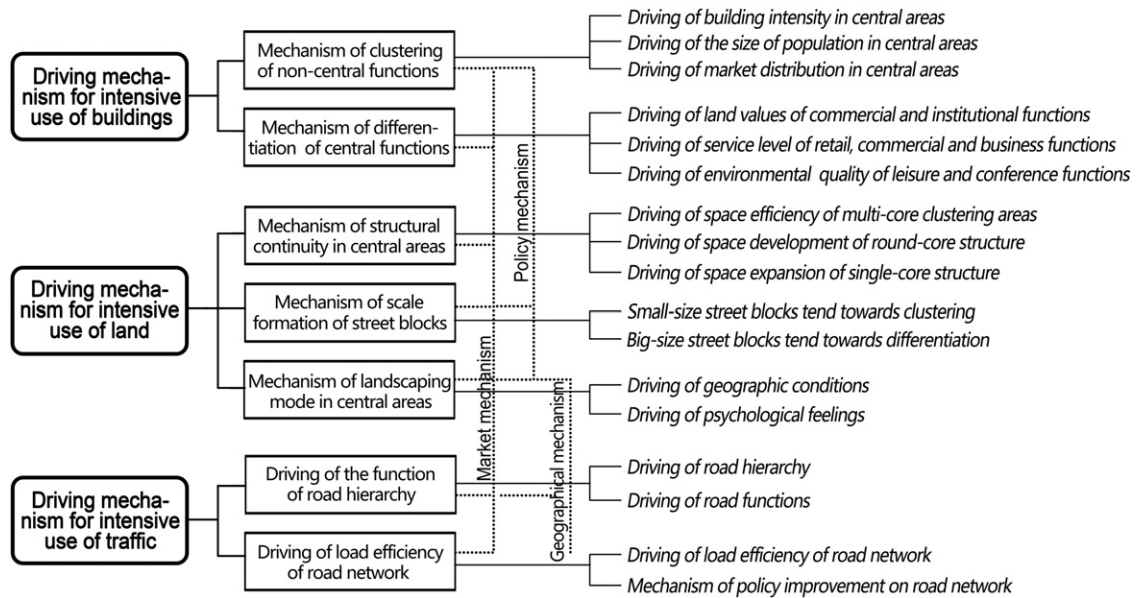 Driving mecha-
nism for intensive
use of buildings
Mechanism of clustering
of non-central functions
Driving of building intensity in central areas
Driving of the size of population in central areas
Driving of market distribution in central areas
Mechanism of differen-
tiation of central functions
Driving of land values of commercial and institutional functions
Driving of service level of retail, commercial and business functions
Driving of environmental quality of leisure and conference functions
Policy mechanism
Driving mecha-
nism for intensive
use of land
Mechanism of structural
continuity in central areas
Driving of space efficiency of multi-core clustering areas
Driving of space development of round-core structure
Driving of space expansion of single-core structure
Mechanism of scale
formation of street blocks
Small-size street blocks tend towards clustering
Big-size street blocks tend towards differentiation
Mechanism of landscaping
mode in central areas
Driving of geographic conditions
Driving of psychological feelings
Market mechanism
Geographical mechanism
Driving mecha-
nism for intensive
use of traffic
Driving of the function
of road hierarchy
Driving of road hierarchy
Driving of road functions
Driving of load efficiency
of road network
Driving of load efficiency of road network
Mechanism of policy improvement on road network